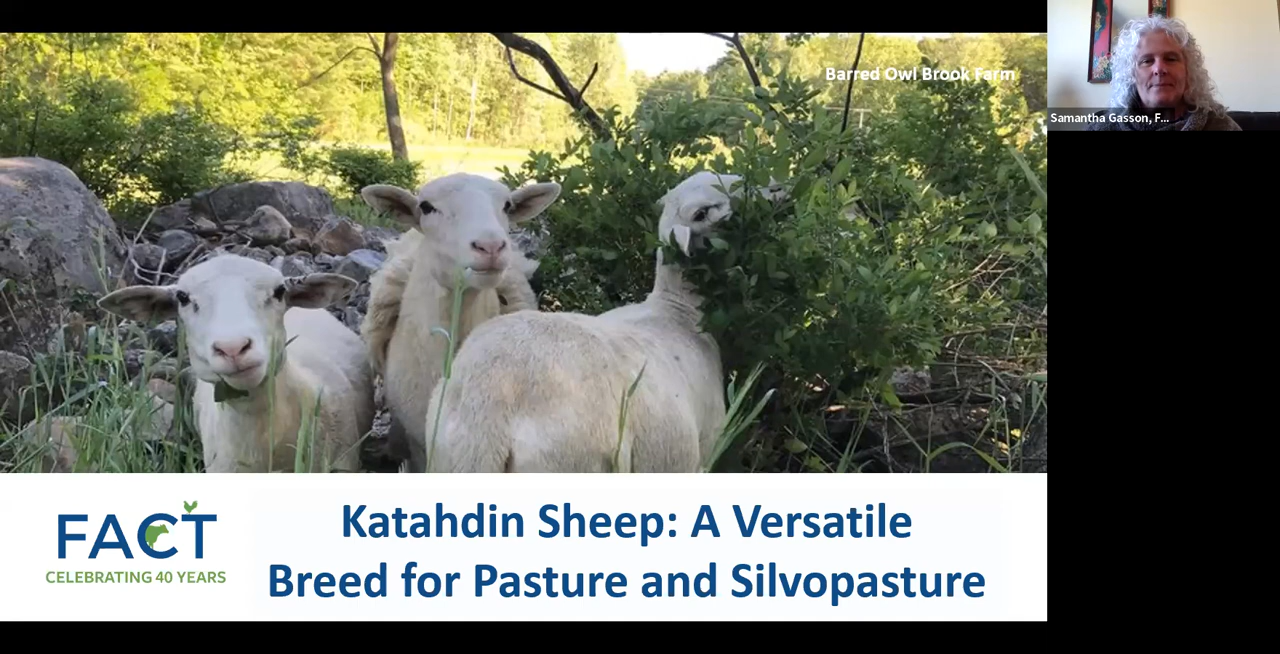 Barred Owl Brook Farm
Samantha Gasson, F...
FACT
CELEBRATING 40 YEARS
Katahdin Sheep: A Versatile
Breed for Pasture and Silvopasture